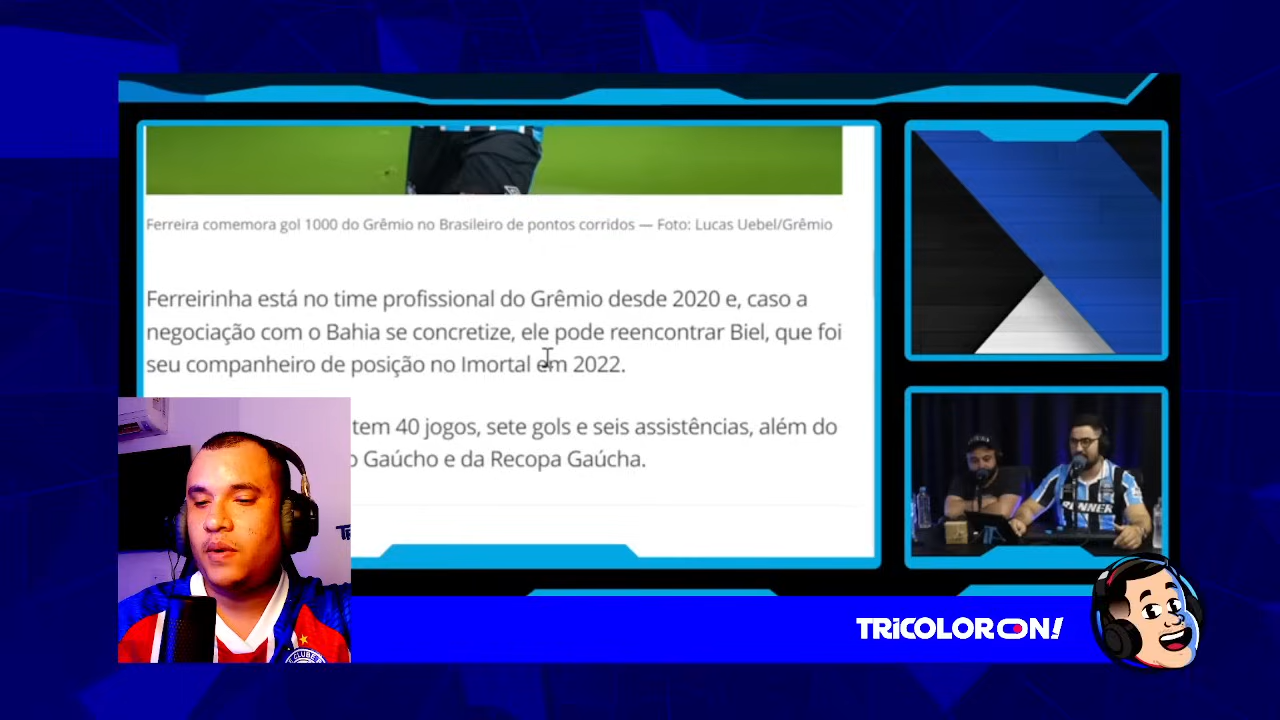 Ferreira comemora gol 1000 do Grêmio no Brasileiro de pontos corridos — Foto: Lucas Uebel/Grêmio
Ferreirinha está no time profissional do Grêmio desde 2020 e, caso a
negociação com o Bahia se concretize, ele pode reencontrar Biel, que foi
seu companheiro de posição no Imortal em 2022.
tem 40 jogos, sete gols e seis assistências, além do
o Gaúcho e da Recopa Gaúcha.
TRiCOLOR ON!